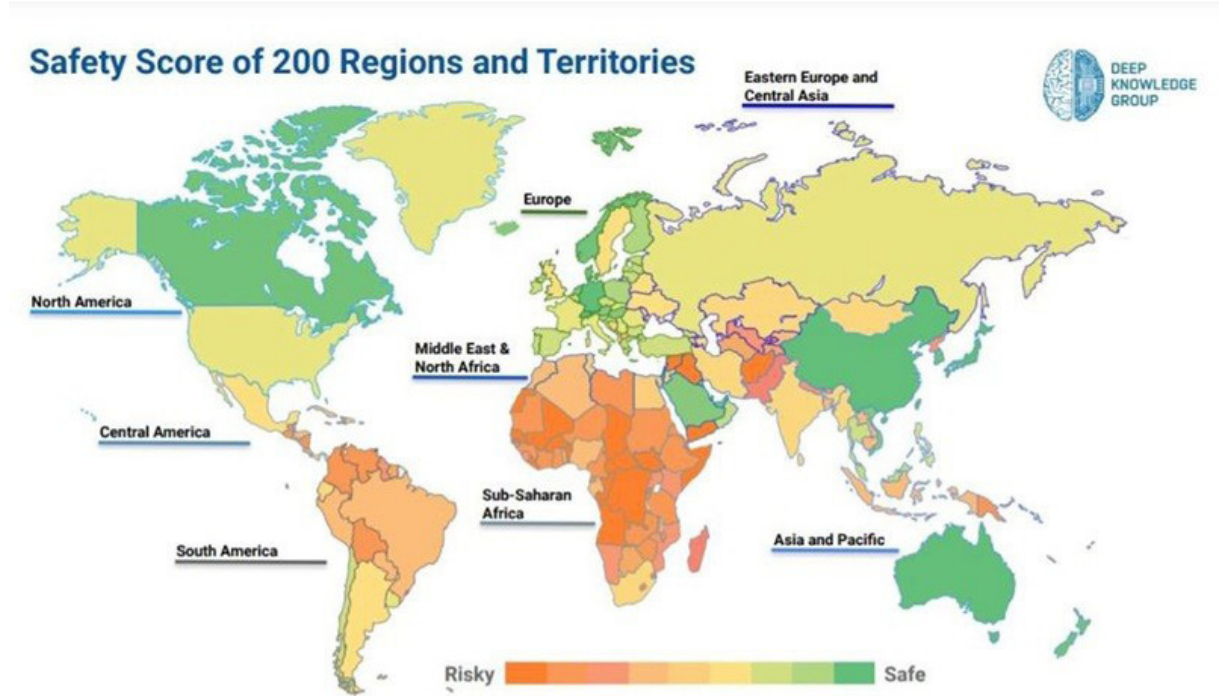 Safety Score of 200 Regions and Territories
DEEP
KNOWLEDGE
GROUP
Eastern Europe and
Central Asia
Europe
North America
Middle East &
North Africa
Central America
Sub-Saharan
Africa
South America
Asia and Pacific
Risky
Safe